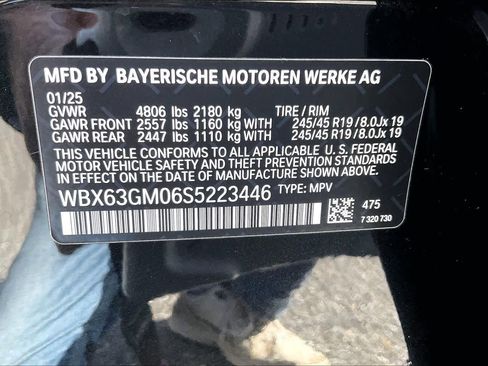 MFD BY BAYERISCHE MOTOREN WERKE AG
01/25
GVWR 4806 lbs 2180 kg TIRE / RIM
GAWR FRONT 2557 lbs 1160 kg WITH 245/45 R19 / 8.0Jx 19
GAWR REAR 2447 lbs 1110 kg WITH 245/45 R19 / 8.0Jx 19
THIS VEHICLE CONFORMS TO ALL APPLICABLE U. S. FEDERAL
MOTOR VEHICLE SAFETY AND THEFT PREVENTION STANDARDS
IN EFFECT ON THE DATE OF MANUFACTURE SHOWN ABOVE.
WBX63GM06S5223446 TYPE: MPV
475
7 320 730